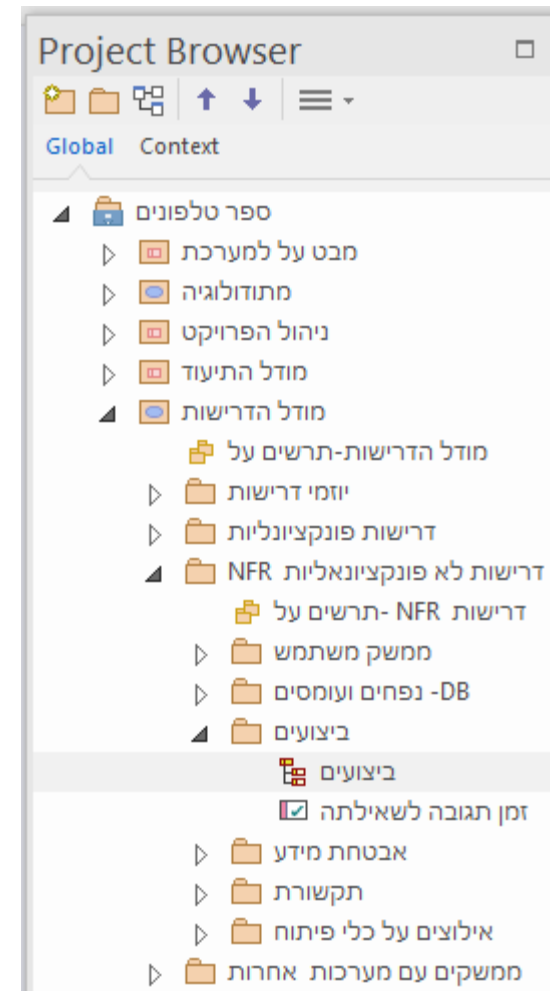 Project Browser
Global Context
ספר טלפונים
מבט על למערכת
מתודולוגיה
ניהול הפרויקט
מודל התיעוד
מודל הדרישות
מודל הדרישות-תרשים על
יוזמי דרישות
דרישות פונקציונליות
דרישות לא פונקציונאליות NFR
דרישות NFR -תרשים על
ממשק משתמש
DB- נפחים ועומסים
ביצועים
ביצועים
זמן תגובה לשאילתה
אבטחת מידע
תקשורת
אילוצים על כלי פיתוח
ממשקים עם מערכות אחרות